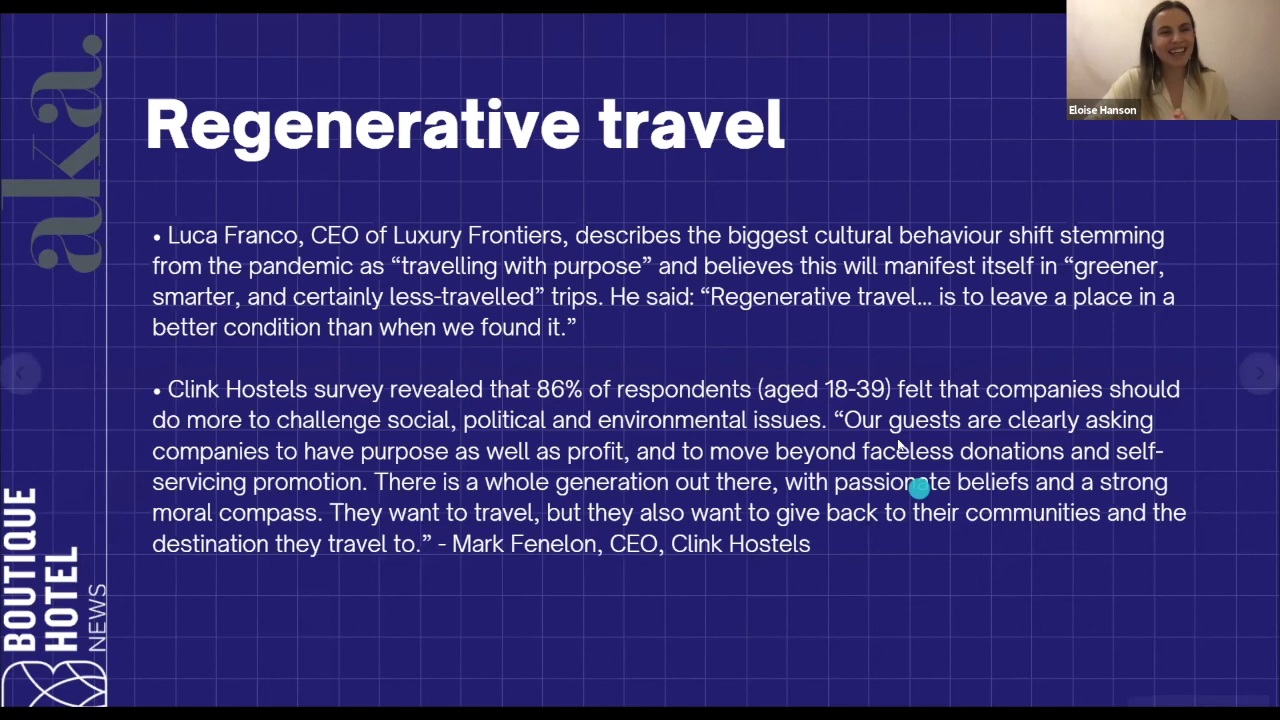 aka.
Eloise Hanson
Regenerative travel
• Luca Franco, CEO of Luxury Frontiers, describes the biggest cultural behaviour shift stemming
from the pandemic as “travelling with purpose” and believes this will manifest itself in “greener,
smarter, and certainly less-travelled” trips. He said: “Regenerative travel... is to leave a place in a
better condition than when we found it.”
• Clink Hostels survey revealed that 86% of respondents (aged 18-39) felt that companies should
do more to challenge social, political and environmental issues. “Our guests are clearly asking
companies to have purpose as well as profit, and to move beyond faceless donations and self-
servicing promotion. There is a whole generation out there, with passionate beliefs and a strong
moral compass. They want to travel, but they also want to give back to their communities and the
destination they travel to.” - Mark Fenelon, CEO, Clink Hostels
BOUTIQUE
HOTEL
NEWS